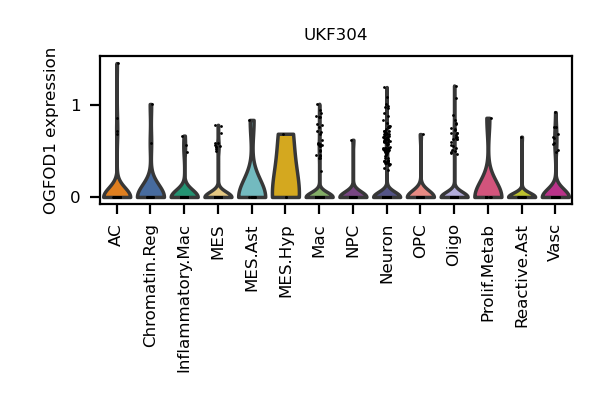 UKF304
OGFOD1 expression
1
0
AC
Chromatin.Reg
Inflammatory.Mac
MES
MES.Ast
MES.Hyp
Mac
NPC
Neuron
OPC
Oligo
Prolif.Metab
Reactive.Ast
Vasc